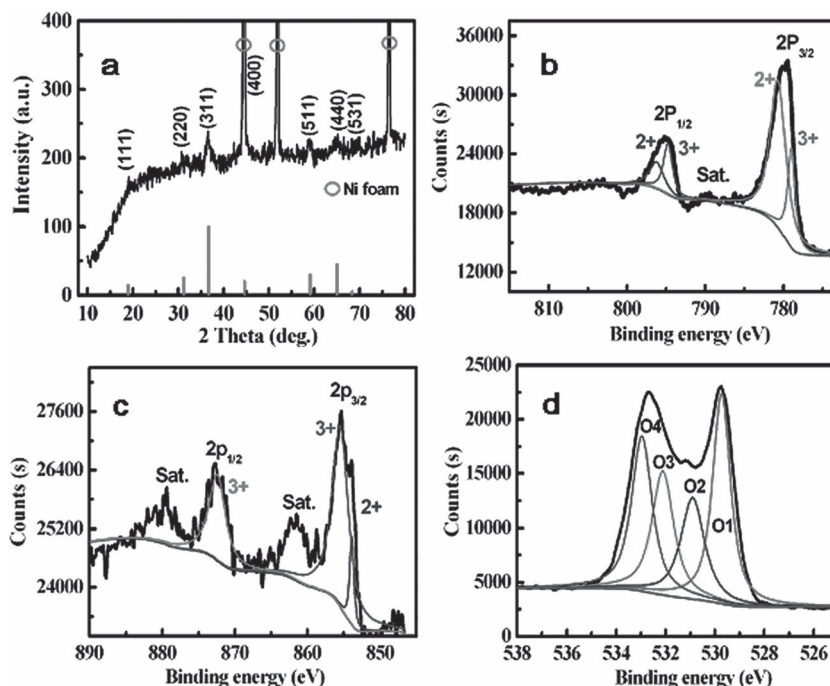 400
300
200
100
0
Intensity (a.u.)
a
(111)
(220)
(311)
(400)
(511)
(440)
(531)
Ni foam
10 20 30 40 50 60 70 80
2 Theta (deg.)
36000
30000
24000
18000
12000
Counts (s)
b
2P3/2
2+
3+
2P1/2
2+
3+
Sat.
810 800 790 780
Binding energy (eV)
27600
26400
25200
24000
Counts (s)
c
2p3/2
3+
2+
2p1/2
3+
Sat.
Sat.
890 880 870 860 850
Binding energy (eV)
25000
20000
15000
10000
5000
0
Counts (s)
d
O4
O3
O2
O1
538 536 534 532 530 528 526
Binding energy (eV)